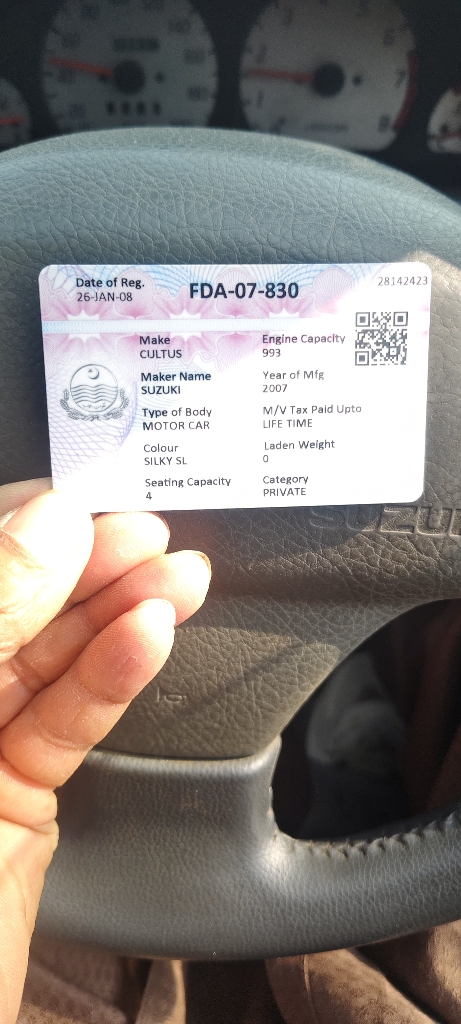 Date of Reg.
26-JAN-08
FDA-07-830
28142423
Make
CULTUS
Engine Capacity
993
Maker Name
SUZUKI
Year of Mfg
2007
Type of Body
MOTOR CAR
M/V Tax Paid Upto
LIFE TIME
Colour
SILKY SL
Laden Weight
0
Seating Capacity
4
Category
PRIVATE